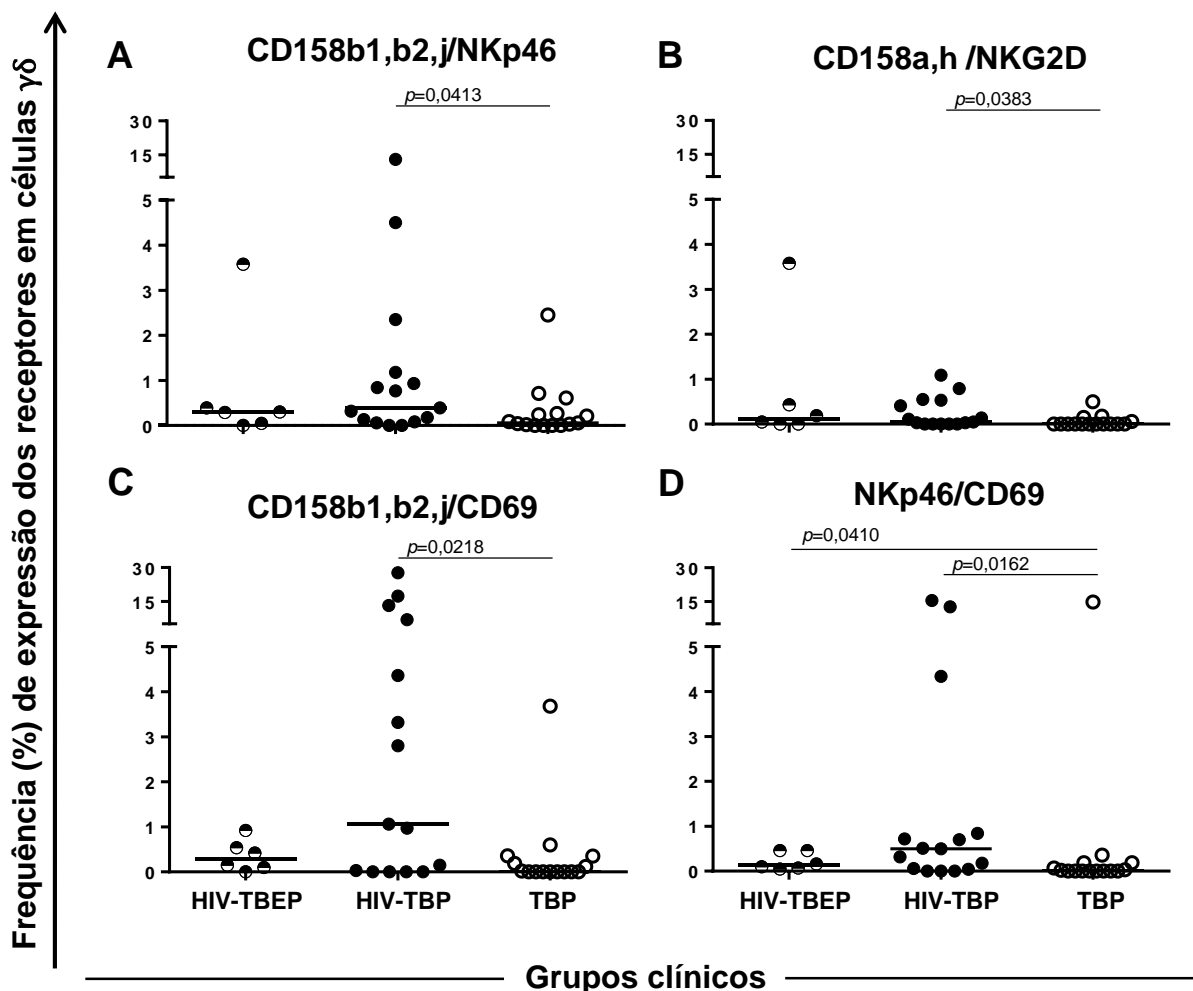 Frequência (%) de expressão dos receptores em células γδ
A
CD158b1,b2,j/NKp46
p=0,0413
30
15
5
4
3
2
1
0
B
CD158a,h /NKG2D
p=0,0383
30
15
5
4
3
2
1
0
C
CD158b1,b2,j/CD69
p=0,0218
30
15
5
4
3
2
1
0
HIV-TBEP
HIV-TBP
TBP
D
NKp46/CD69
p=0,0410
p=0,0162
30
15
5
4
3
2
1
0
HIV-TBEP
HIV-TBP
TBP
Grupos clínicos